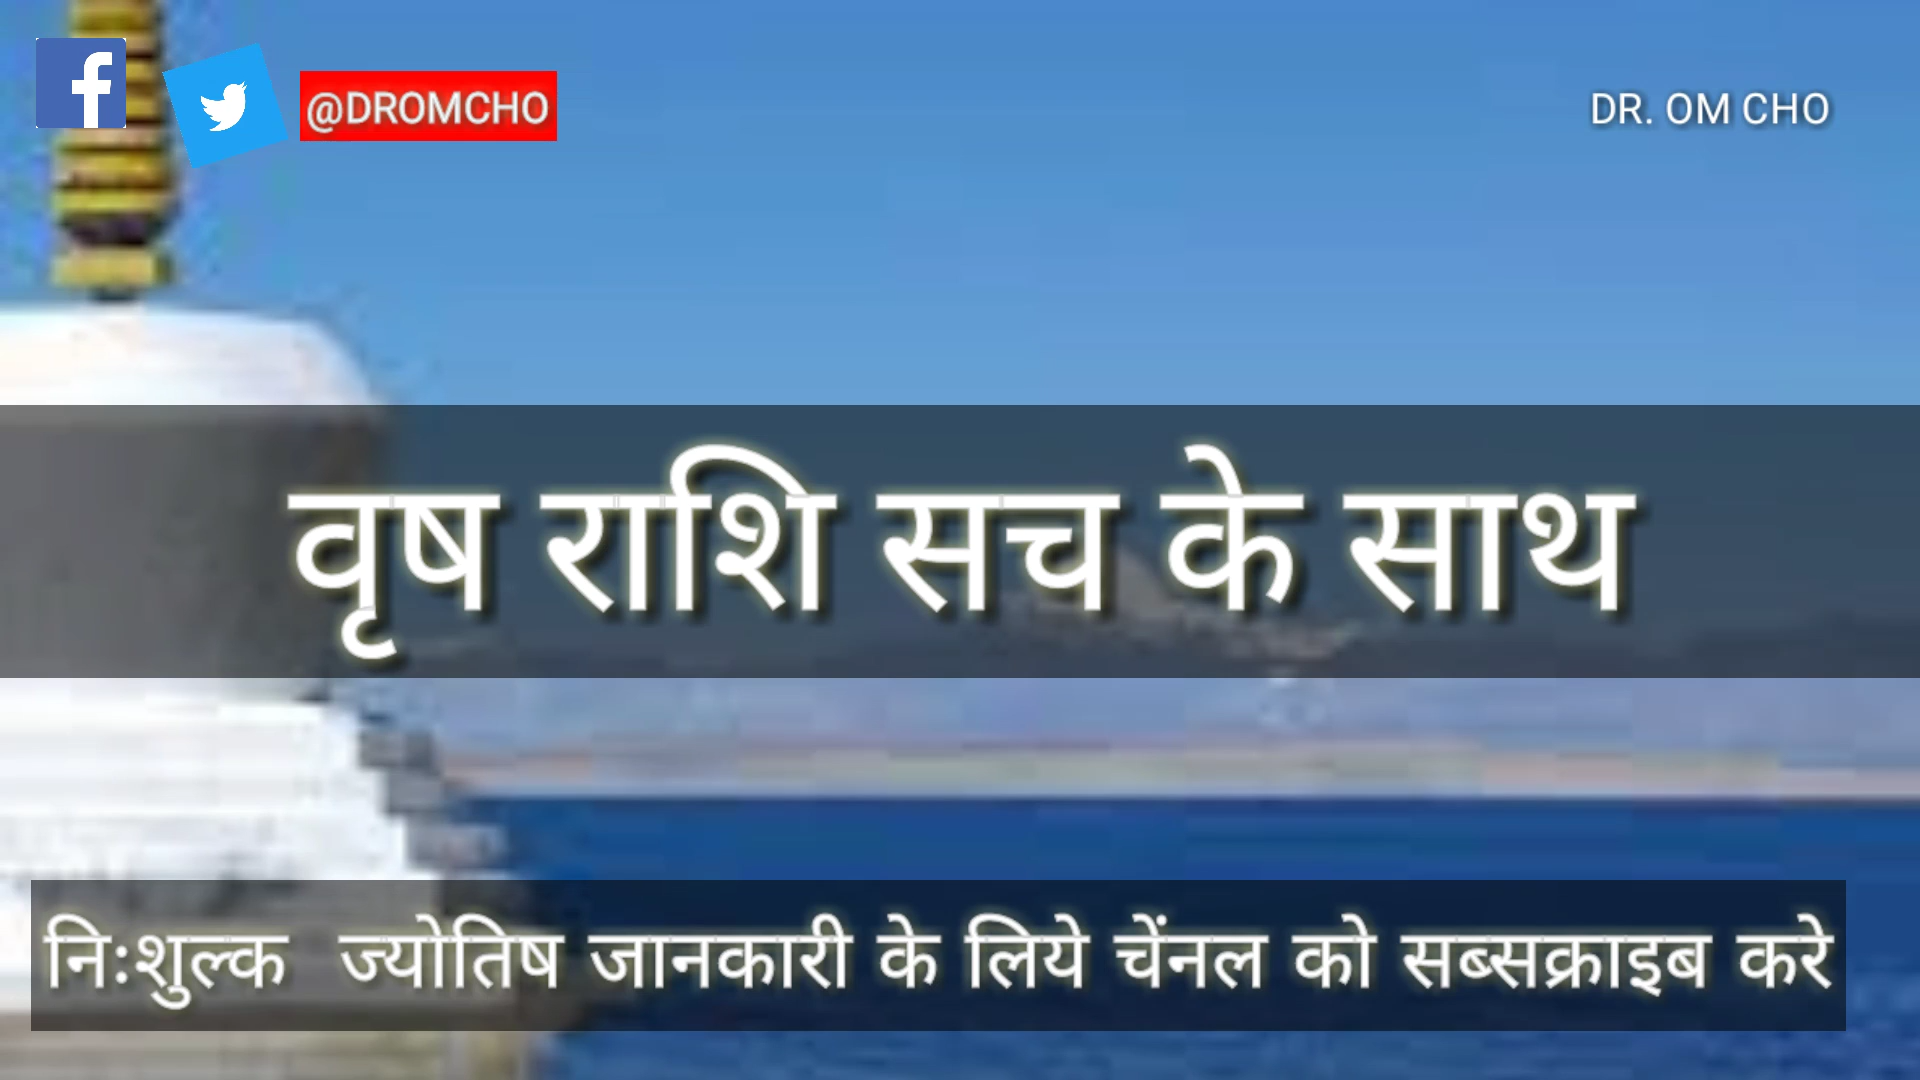 @DROMCHO
DR. OM CHO
वृष राशि सच के साथ
नि:शुल्क ज्योतिष जानकारी के लिये चेंनल को सब्सक्राइब करे